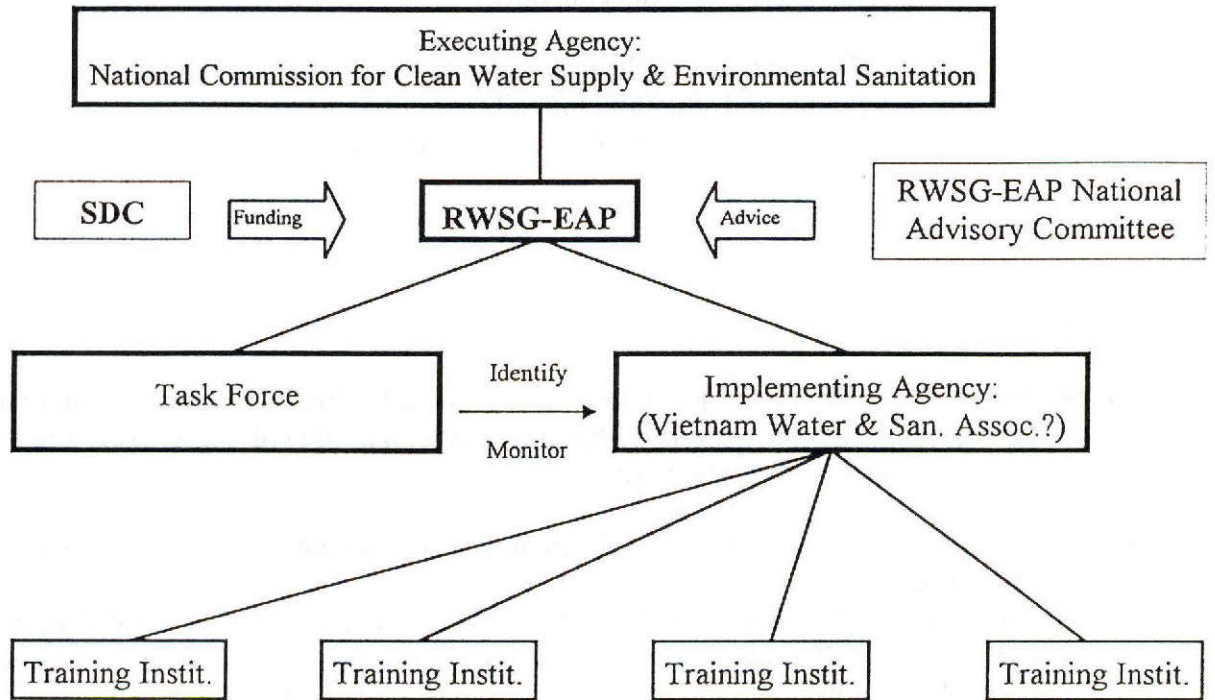 Executing Agency:
National Commission for Clean Water Supply & Environmental Sanitation
SDC
Funding
RWSG-EAP
Advice
RWSG-EAP National
Advisory Committee
Task Force
Identify
Monitor
Implementing Agency:
(Vietnam Water & San. Assoc.?)
Training Instit.
Training Instit.
Training Instit.
Training Instit.